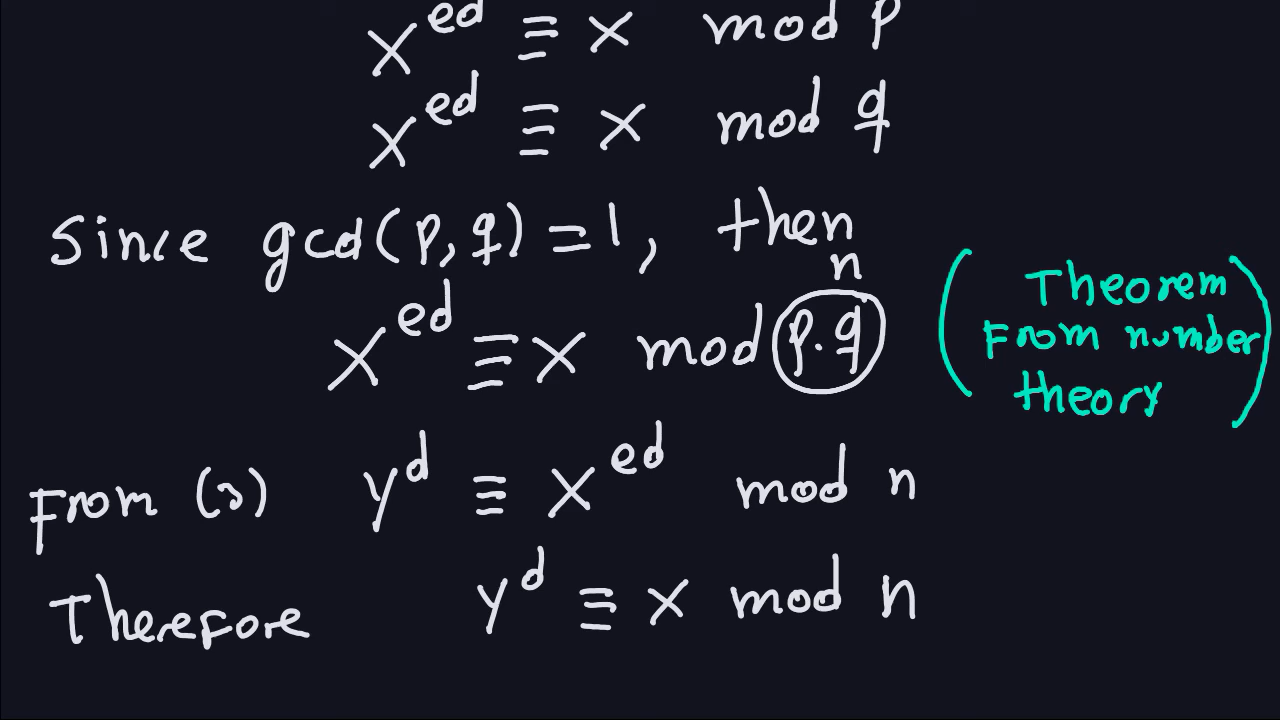 x^ed ≡ x mod p
x^ed ≡ x mod q
Since gcd(p,q) = 1, then
n
x^ed ≡ x mod p.q
(Theorem
From number
theory)
From (s) y^d ≡ x^ed mod n
Therefore y^d ≡ x mod n